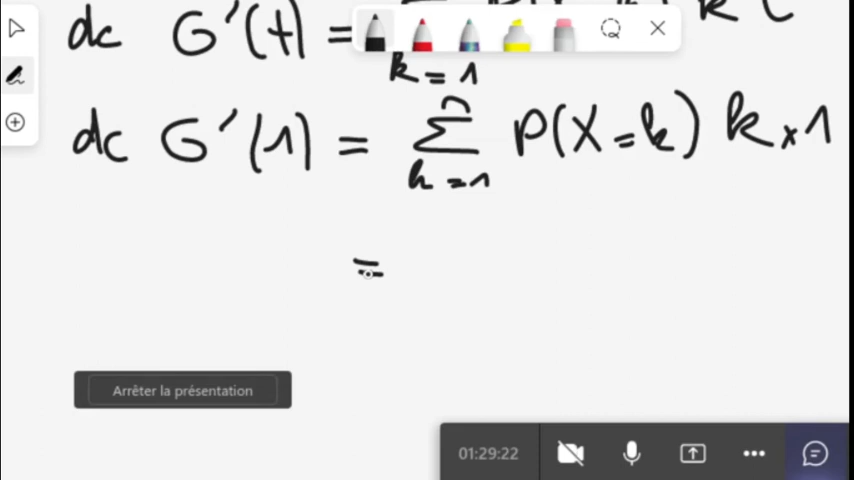 dc G'(t) =
k = 1
dc G'(1) = n Σ k=1 P(X=k) k × 1
=
Arrêter la présentation
01:29:22